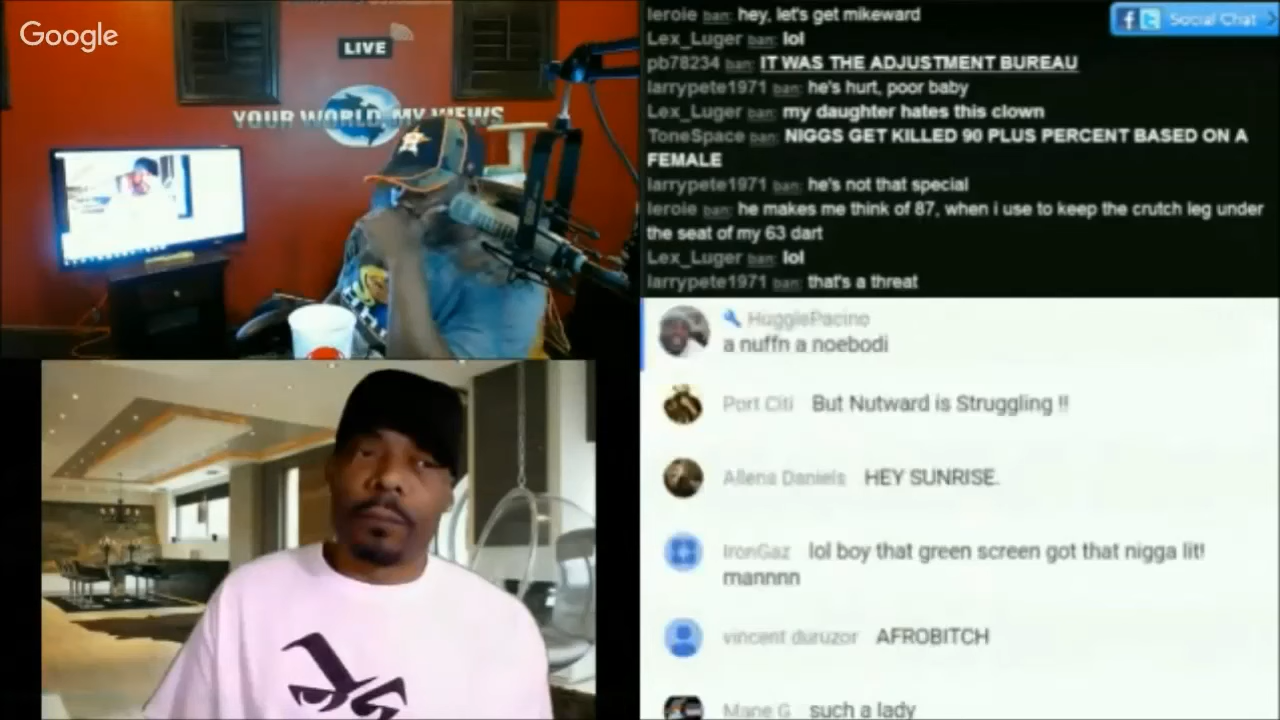 Google
LIVE
YOUR WORLD, MY VIEWS
leroie ban: hey, let's get mikeward
Lex_Luger ban: lol
pb78234 ban: IT WAS THE ADJUSTMENT BUREAU
larrypete1971 ban: he's hurt, poor baby
Lex_Luger ban: my daughter hates this clown
ToneSpace ban: NIGGS GET KILLED 90 PLUS PERCENT BASED ON A
FEMALE
larrypete1971 ban: he's not that special
leroie ban: he makes me think of 87, when i use to keep the crutch leg under
the seat of my 63 dart
Lex_Luger ban: lol
larrypete1971 ban: that's a threat
Social Chat
HuggiePacino
a nuffn a noebodi
Port Citi But Nutward is Struggling !!
Allena Daniels HEY SUNRISE.
IronGaz lol boy that green screen got that nigga lit!
mannnn
vincent duruzor AFROBITCH
Mane G such a lady